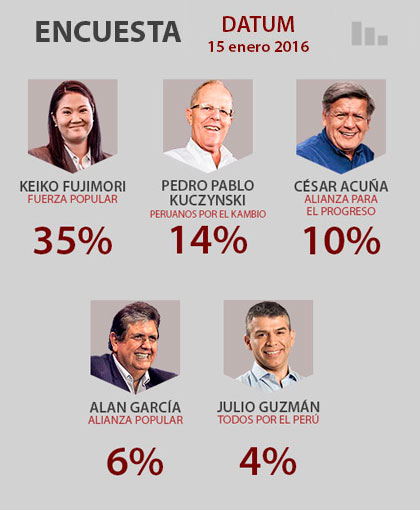 ENCUESTA
DATUM
15 enero 2016
KEIKO FUJIMORI
FUERZA POPULAR
35%
PEDRO PABLO
KUCZYNSKI
PERUANOS POR EL KAMBIO
14%
CÉSAR ACUÑA
ALIANZA PARA
EL PROGRESO
10%
ALAN GARCÍA
ALIANZA POPULAR
6%
JULIO GUZMÁN
TODOS POR EL PERÚ
4%